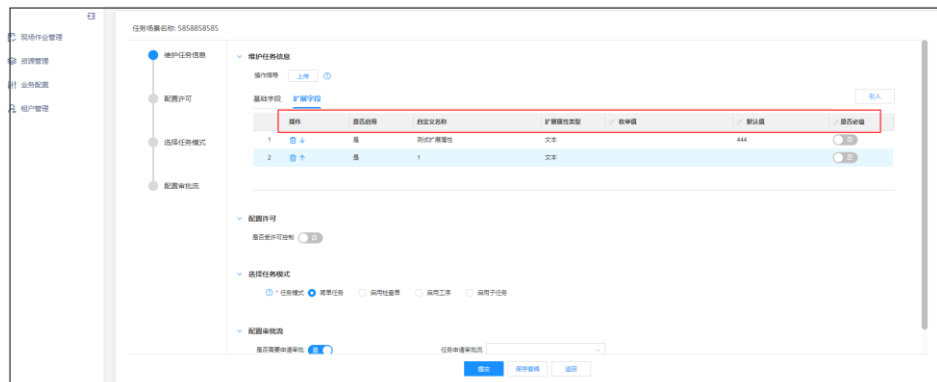 任务场景名称: 5858858585
现场作业管理
资源管理
业务配置
租户管理
维护任务信息
配置许可
选择任务模式
配置审批流
维护任务信息
操作指导 上传
基础字段 扩展字段 引入
操作 是否启用 自定义名称 扩展属性类型 枚举值 默认值 是否必填
1 是 测试扩展属性 文本 444 否
2 是 1 文本 否
配置许可
是否受许可控制 否
选择任务模式
* 任务模式 简单任务 启用检查单 启用工序 启用子任务
配置审批流
是否需要申请审批 是 任务申请审批流
提交 保存草稿 返回